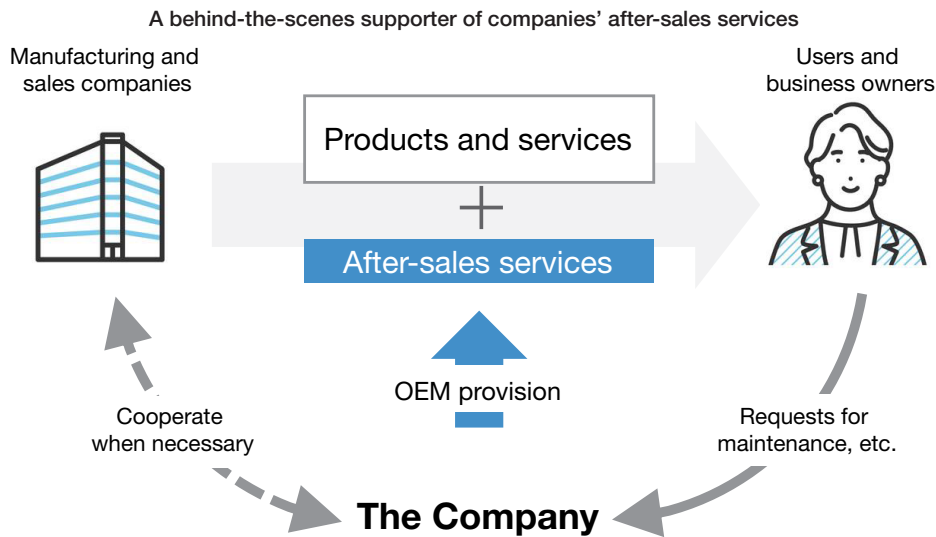 A behind-the-scenes supporter of companies’ after-sales services
Manufacturing and
sales companies
Users and
business owners
Products and services
+
After-sales services
OEM provision
Cooperate
when necessary
Requests for
maintenance, etc.
The Company